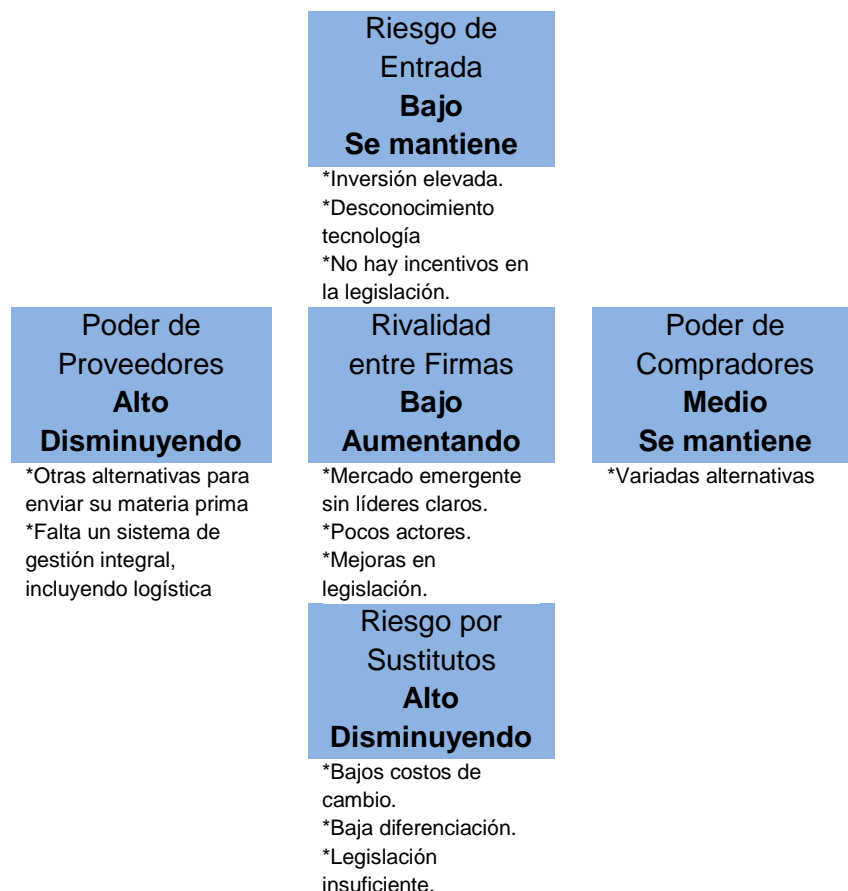 Riesgo de
Entrada
Bajo
Se mantiene
*Inversión elevada.
*Desconocimiento
tecnología
*No hay incentivos en
la legislación.
Poder de
Proveedores
Alto
Disminuyendo
*Otras alternativas para
enviar su materia prima
*Falta un sistema de
gestión integral,
incluyendo logística
Rivalidad
entre Firmas
Bajo
Aumentando
*Mercado emergente
sin líderes claros.
*Pocos actores.
*Mejoras en
legislación.
Poder de
Compradores
Medio
Se mantiene
*Variadas alternativas
Riesgo por
Sustitutos
Alto
Disminuyendo
*Bajos costos de
cambio.
*Baja diferenciación.
*Legislación
insuficiente.